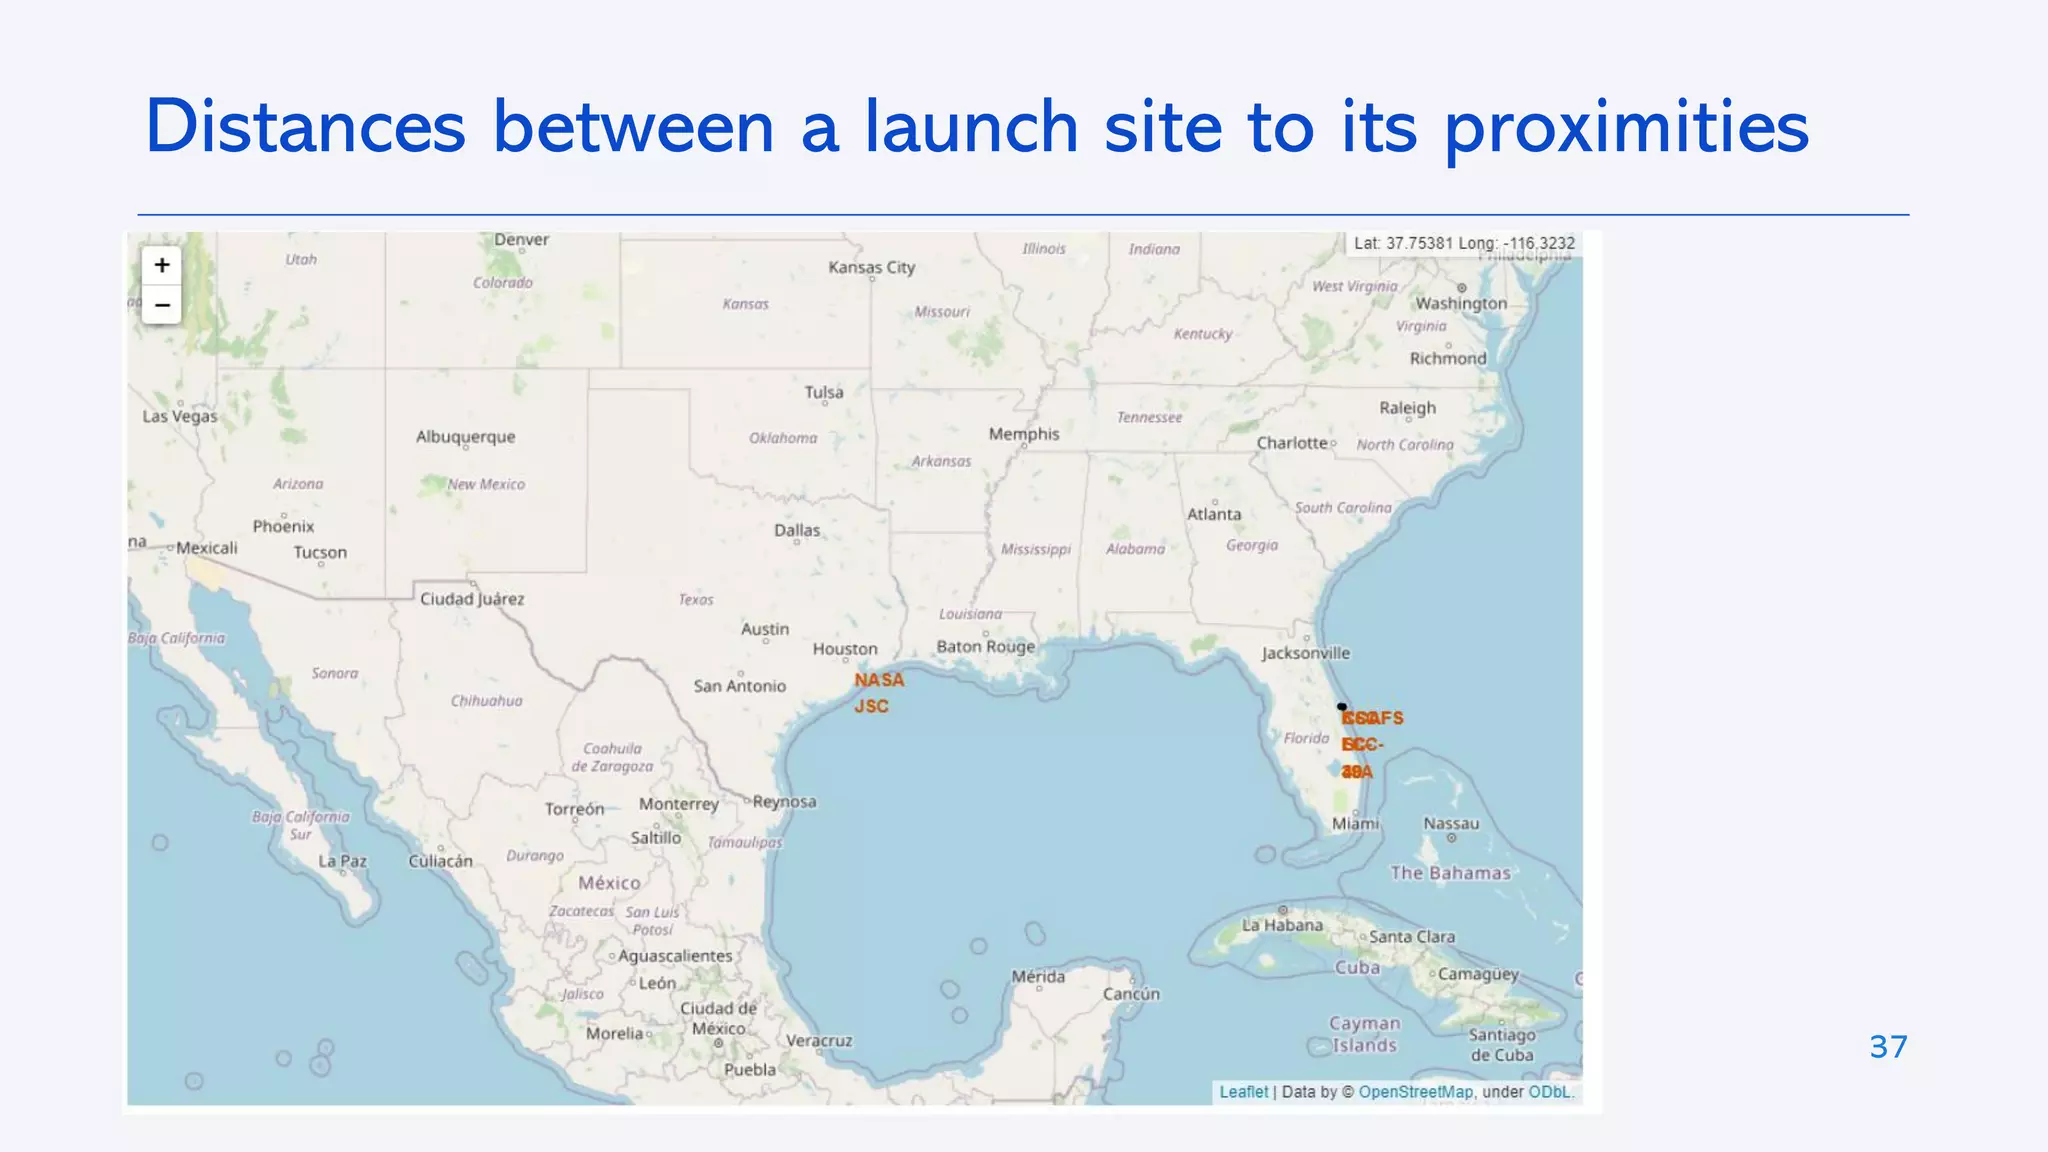 Distances between a launch site to its proximities
+
−
Lat: 37.75381 Long: -116.3232
Philadelphia
Denver
Utah
Colorado
Kansas City
Kansas
Missouri
Illinois
Indiana
West Virginia
Washington
Virginia
Kentucky
Richmond
Las Vegas
Albuquerque
New Mexico
Arizona
Phoenix
Tucson
Mexicali
Tulsa
Oklahoma
Memphis
Arkansas
Tennessee
Raleigh
Charlotte
North Carolina
South Carolina
Atlanta
Georgia
Dallas
Mississippi
Alabama
Ciudad Juárez
Texas
Louisiana
Austin
Houston
Baton Rouge
San Antonio
Jacksonville
NASA
JSC
Florida
Baja California
Sonora
Chihuahua
Coahuila
de Zaragoza
Torreón
Monterrey
Reynosa
Saltillo
Tamaulipas
Miami
Nassau
The Bahamas
Baja California
Sur
La Paz
Culiacán
Durango
México
Zacatecas
San Luis
Potosí
Aguascalientes
León
Jalisco
Ciudad de
México
Morelia
Veracruz
Puebla
Mérida
Cancún
La Habana
Santa Clara
Cuba
Camagüey
Cayman
Islands
Santiago
de Cuba
37
Leaflet | Data by © OpenStreetMap, under ODbL.